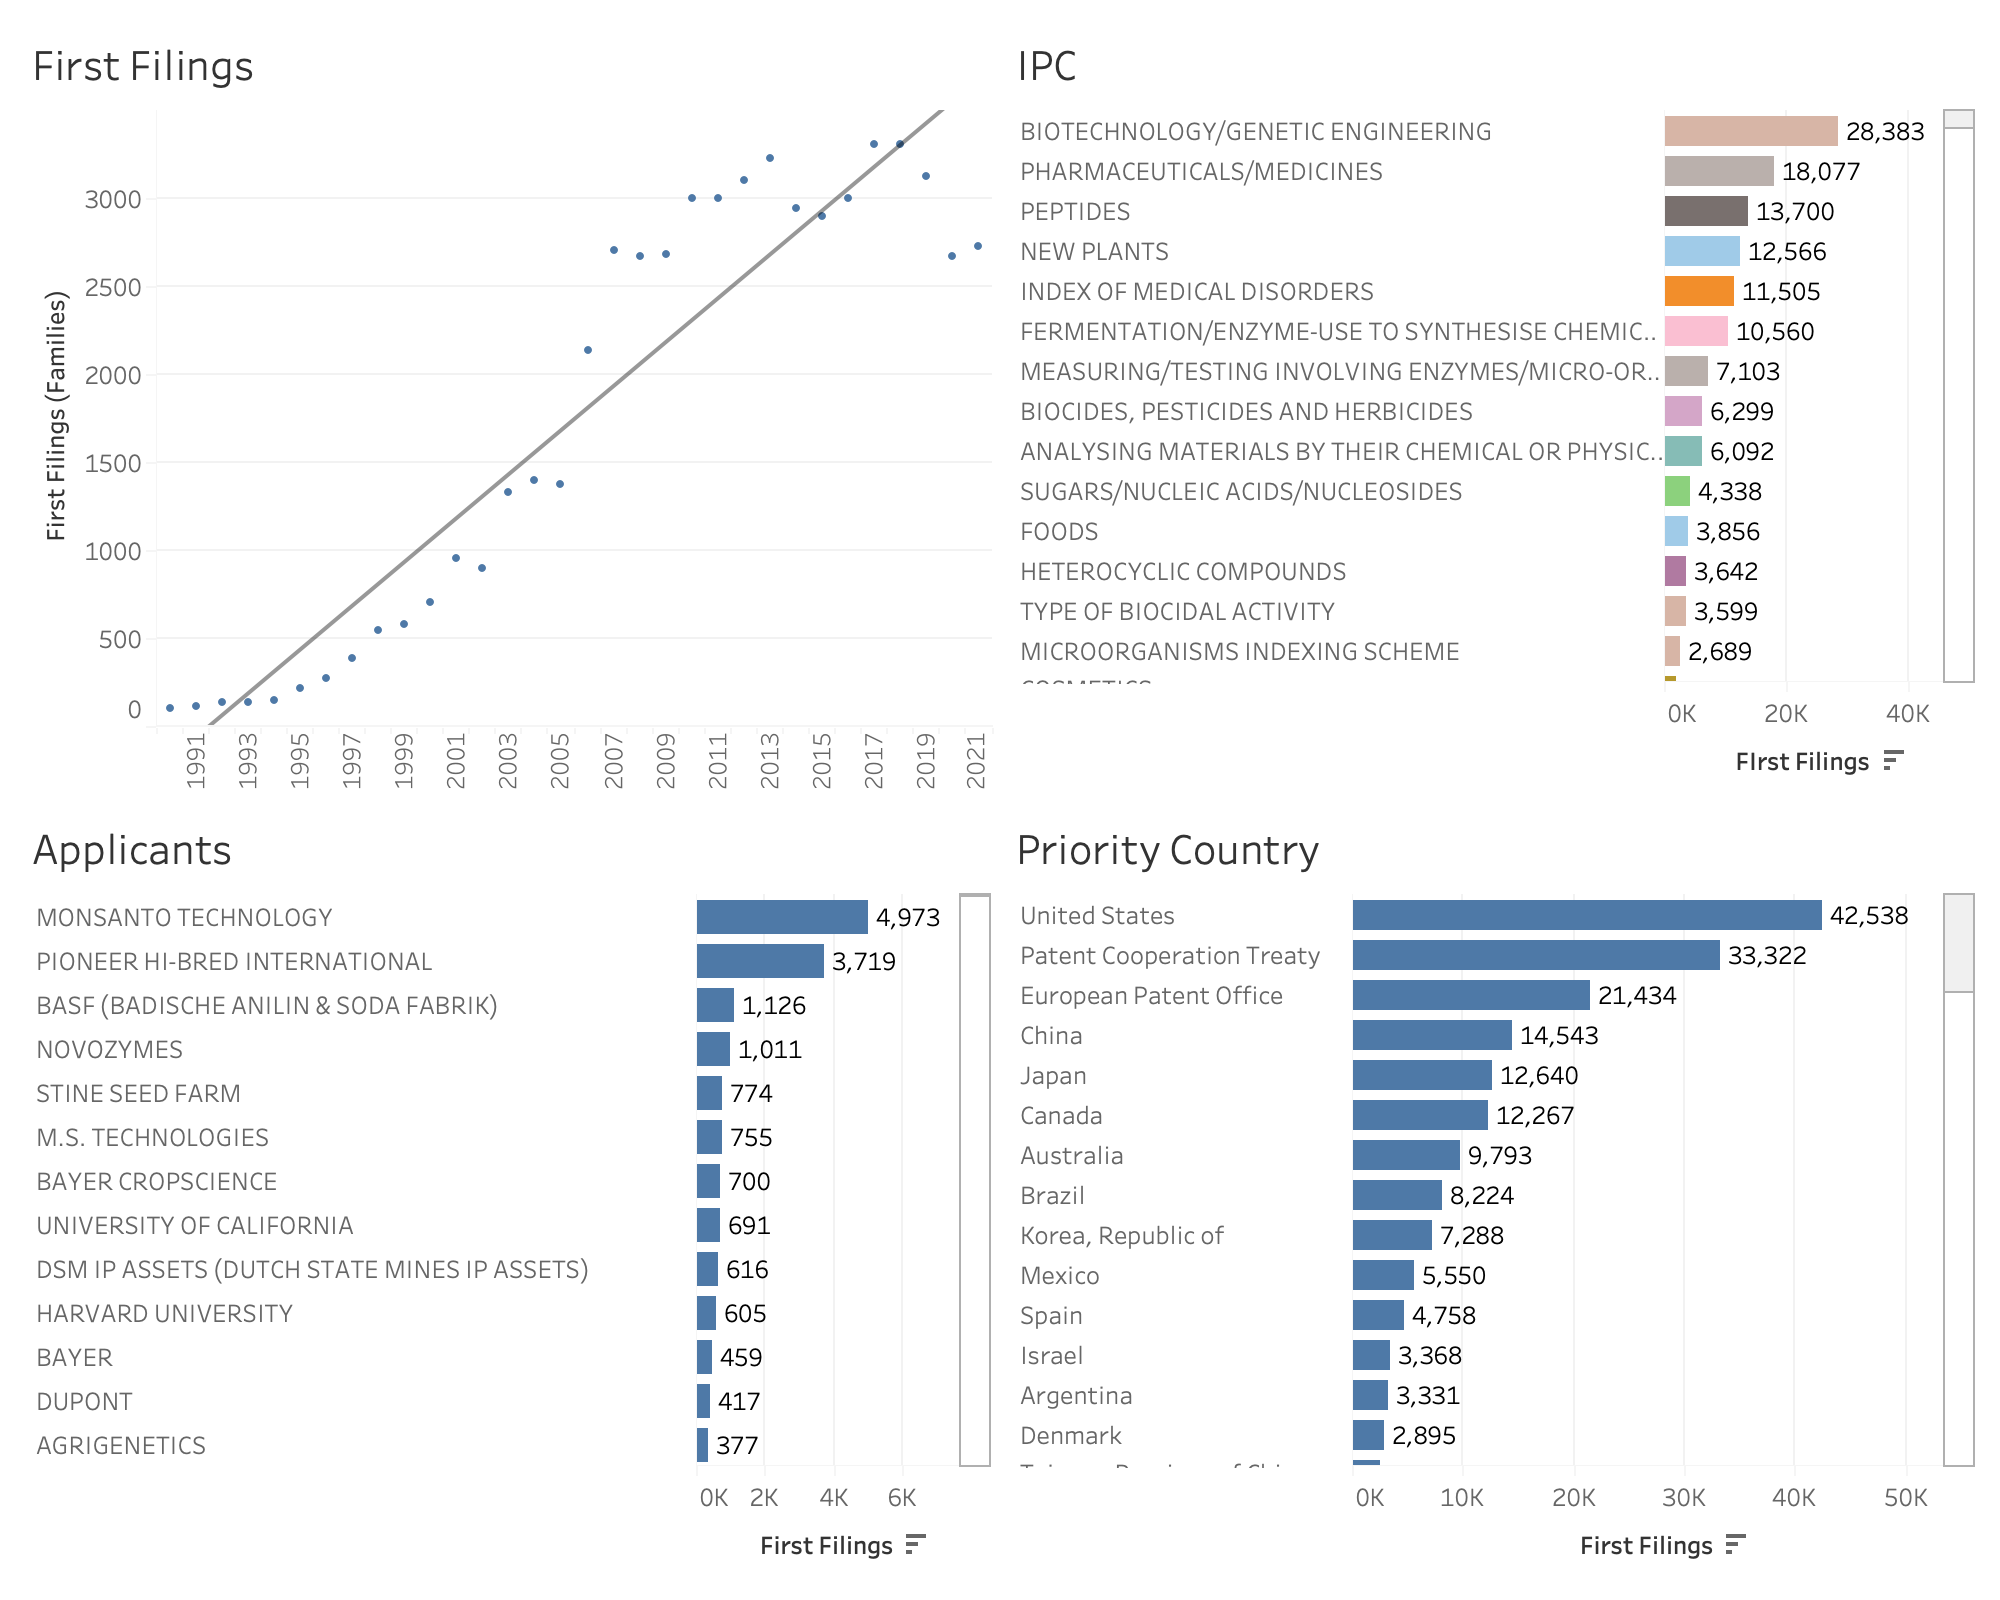 First Filings
First Filings (Families)
3000
2500
2000
1500
1000
500
0
1991 1993 1995 1997 1999 2001 2003 2005 2007 2009 2011 2013 2015 2017 2019 2021
IPC
BIOTECHNOLOGY/GENETIC ENGINEERING 28,383
PHARMACEUTICALS/MEDICINES 18,077
PEPTIDES 13,700
NEW PLANTS 12,566
INDEX OF MEDICAL DISORDERS 11,505
FERMENTATION/ENZYME-USE TO SYNTHESISE CHEMIC.. 10,560
MEASURING/TESTING INVOLVING ENZYMES/MICRO-OR.. 7,103
BIOCIDES, PESTICIDES AND HERBICIDES 6,299
ANALYSING MATERIALS BY THEIR CHEMICAL OR PHYSIC.. 6,092
SUGARS/NUCLEIC ACIDS/NUCLEOSIDES 4,338
FOODS 3,856
HETEROCYCLIC COMPOUNDS 3,642
TYPE OF BIOCIDAL ACTIVITY 3,599
MICROORGANISMS INDEXING SCHEME 2,689
COSMETICS
0K 20K 40K
FIrst Filings
Applicants
MONSANTO TECHNOLOGY 4,973
PIONEER HI-BRED INTERNATIONAL 3,719
BASF (BADISCHE ANILIN & SODA FABRIK) 1,126
NOVOZYMES 1,011
STINE SEED FARM 774
M.S. TECHNOLOGIES 755
BAYER CROPSCIENCE 700
UNIVERSITY OF CALIFORNIA 691
DSM IP ASSETS (DUTCH STATE MINES IP ASSETS) 616
HARVARD UNIVERSITY 605
BAYER 459
DUPONT 417
AGRIGENETICS 377
0K 2K 4K 6K
First Filings
Priority Country
United States 42,538
Patent Cooperation Treaty 33,322
European Patent Office 21,434
China 14,543
Japan 12,640
Canada 12,267
Australia 9,793
Brazil 8,224
Korea, Republic of 7,288
Mexico 5,550
Spain 4,758
Israel 3,368
Argentina 3,331
Denmark 2,895
0K 10K 20K 30K 40K 50K
First Filings